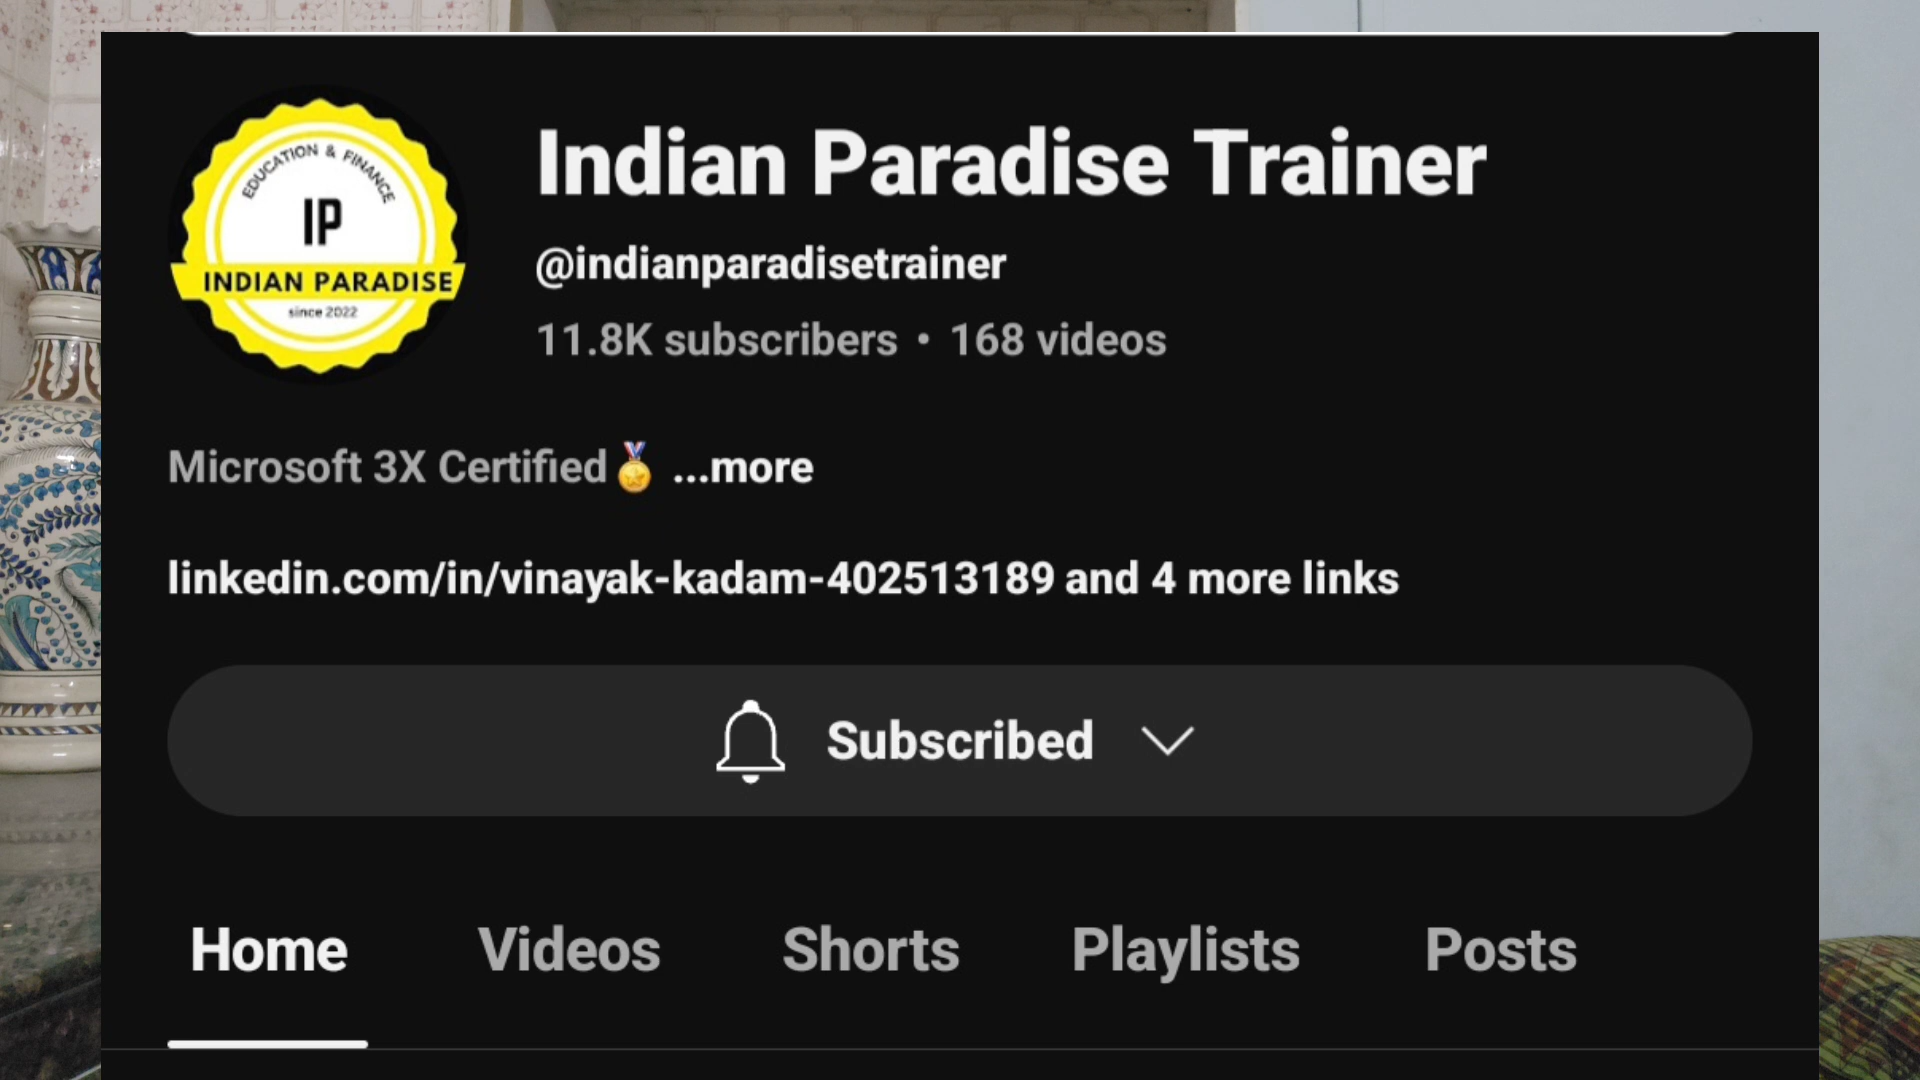 EDUCATION & FINANCE
IP
INDIAN PARADISE
since 2022
Indian Paradise Trainer
@indianparadisetrainer
11.8K subscribers • 168 videos
Microsoft 3X Certified🏅 ...more
linkedin.com/in/vinayak-kadam-402513189 and 4 more links
Subscribed
Home Videos Shorts Playlists Posts